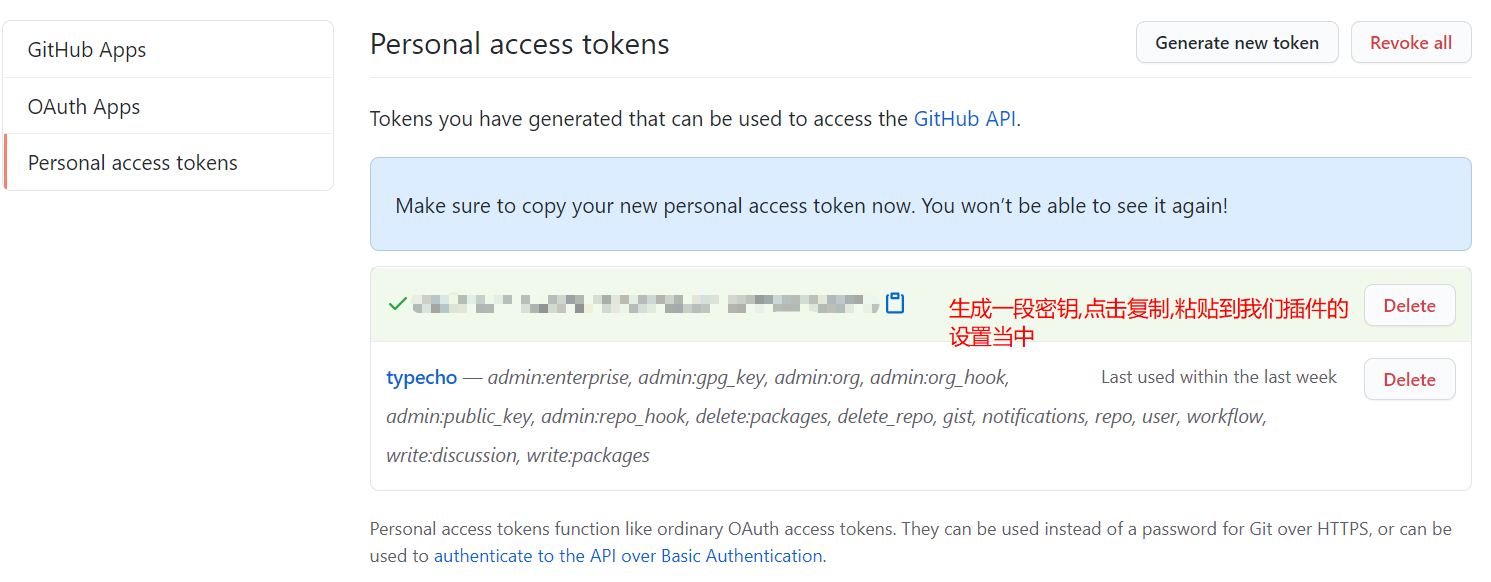 GitHub Apps
OAuth Apps
Personal access tokens
Personal access tokens
Generate new token
Revoke all
Tokens you have generated that can be used to access the GitHub API.
Make sure to copy your new personal access token now. You won’t be able to see it again!
生成一段密钥,点击复制,粘贴到我们插件的
设置当中
Delete
typecho — admin:enterprise, admin:gpg_key, admin:org, admin:org_hook,
Last used within the last week
Delete
admin:public_key, admin:repo_hook, delete:packages, delete_repo, gist, notifications, repo, user, workflow,
write:discussion, write:packages
Personal access tokens function like ordinary OAuth access tokens. They can be used instead of a password for Git over HTTPS, or can be
used to authenticate to the API over Basic Authentication.